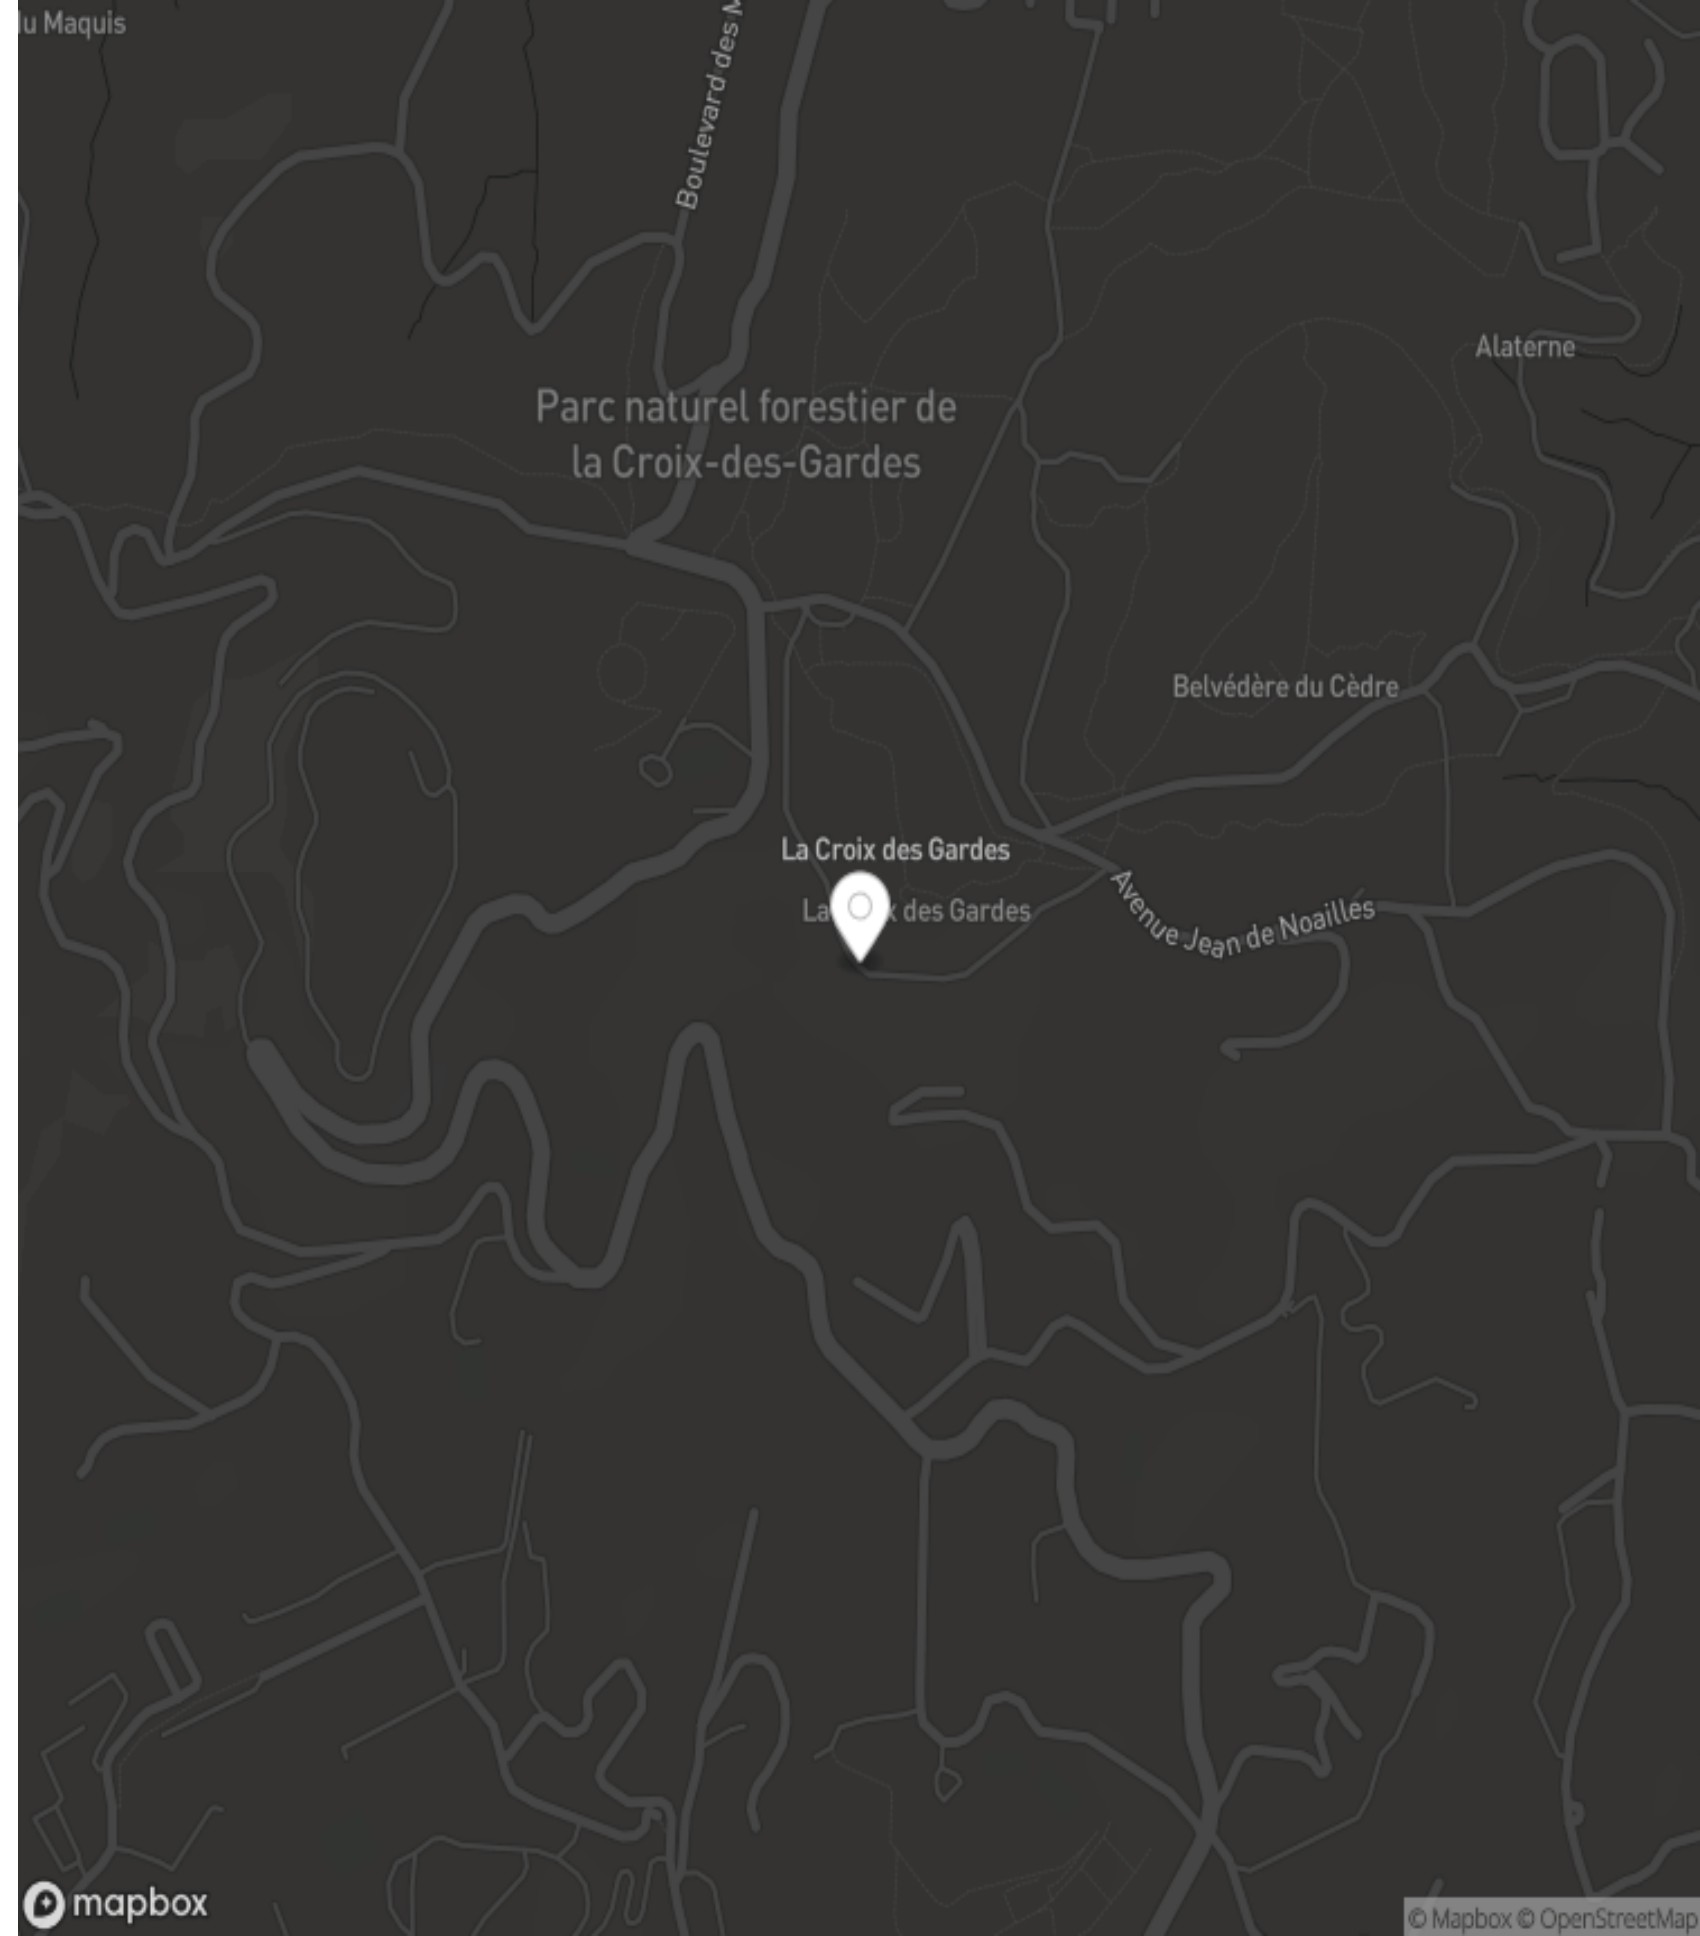 lu Maquis
Boulevard des M
Alaterne
Parc naturel forestier de
la Croix-des-Gardes
Belvédère du Cèdre
La Croix des Gardes
La x des Gardes
Avenue Jean de Noailles
mapbox
© Mapbox © OpenStreetMap